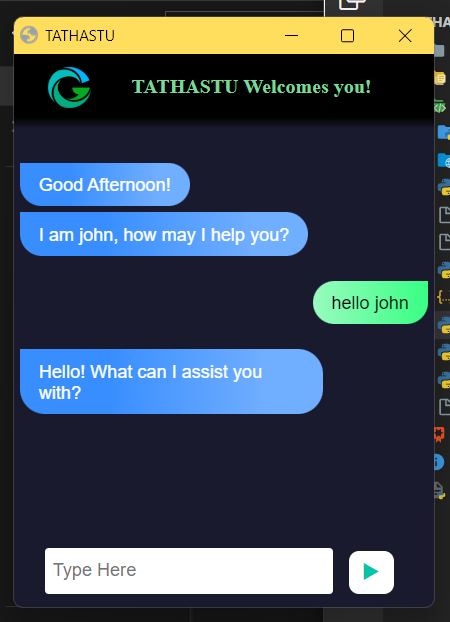 TATHASTU
TATHASTU Welcomes you!
Good Afternoon!
I am john, how may I help you?
hello john
Hello! What can I assist you
with?
Type Here